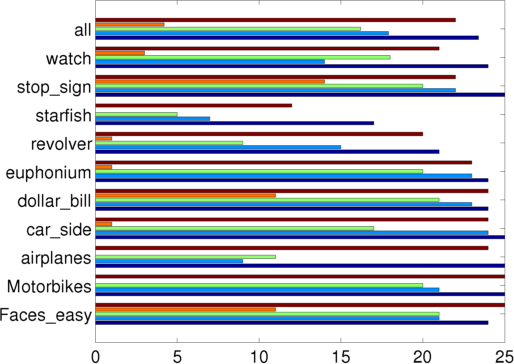 all
watch
stop_sign
starfish
revolver
euphonium
dollar_bill
car_side
airplanes
Motorbikes
Faces_easy
0 5 10 15 20 25